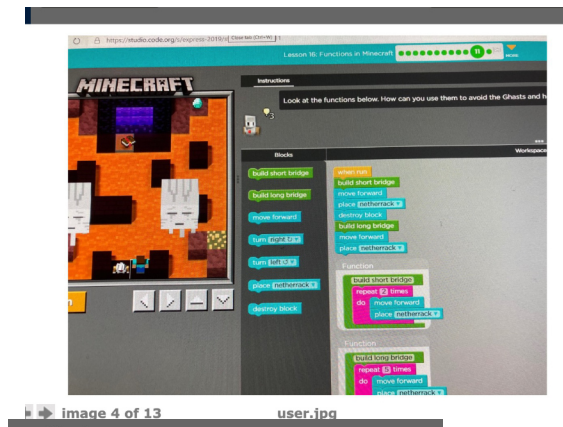 https://studio.code.org/s/express-2019/s
Close tab (Ctrl+W)
Lesson 16: Functions in Minecraft
11
MORE
MINECRAFT
Instructions
3
Look at the functions below. How can you use them to avoid the Ghasts and h
Blocks
Workspace
build short bridge
build long bridge
move forward
turn right
turn left
place netherrack
destroy block
when run
build short bridge
move forward
place netherrack
destroy block
build long bridge
move forward
place netherrack
Function
build short bridge
repeat 2 times
do move forward
place netherrack
Function
build long bridge
repeat 5 times
do move forward
place netherrack
image 4 of 13
user.jpg